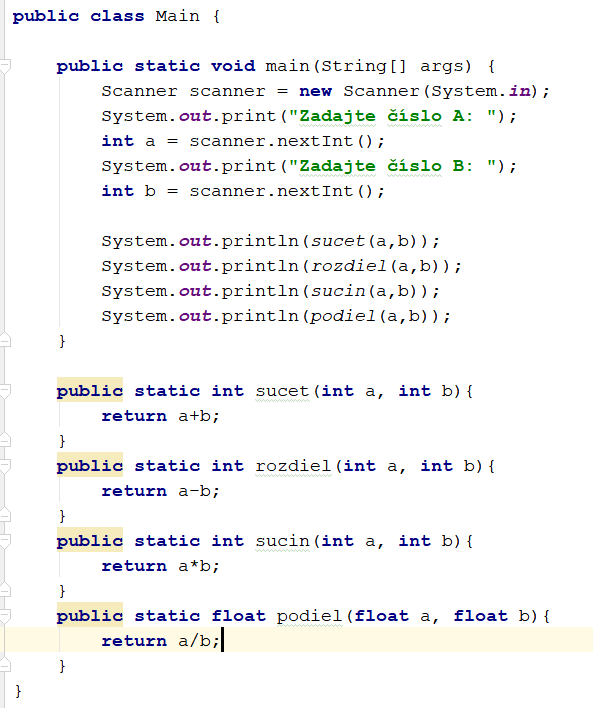 public class Main {
public static void main(String[] args) {
Scanner scanner = new Scanner(System.in);
System.out.print("Zadajte číslo A: ");
int a = scanner.nextInt();
System.out.print("Zadajte číslo B: ");
int b = scanner.nextInt();
System.out.println(sucet(a,b));
System.out.println(rozdiel(a,b));
System.out.println(sucin(a,b));
System.out.println(podiel(a,b));
}
public static int sucet(int a, int b){
return a+b;
}
public static int rozdiel(int a, int b){
return a-b;
}
public static int sucin(int a, int b){
return a*b;
}
public static float podiel(float a, float b){
return a/b;
}
}